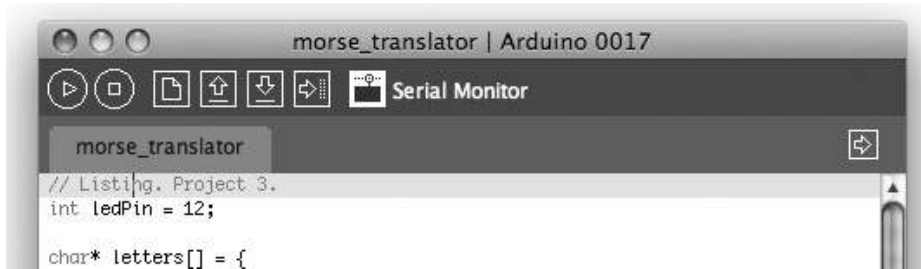 morse_translator | Arduino 0017
Serial Monitor
morse_translator
// Listing. Project 3.
int ledPin = 12;
char* letters[] = {